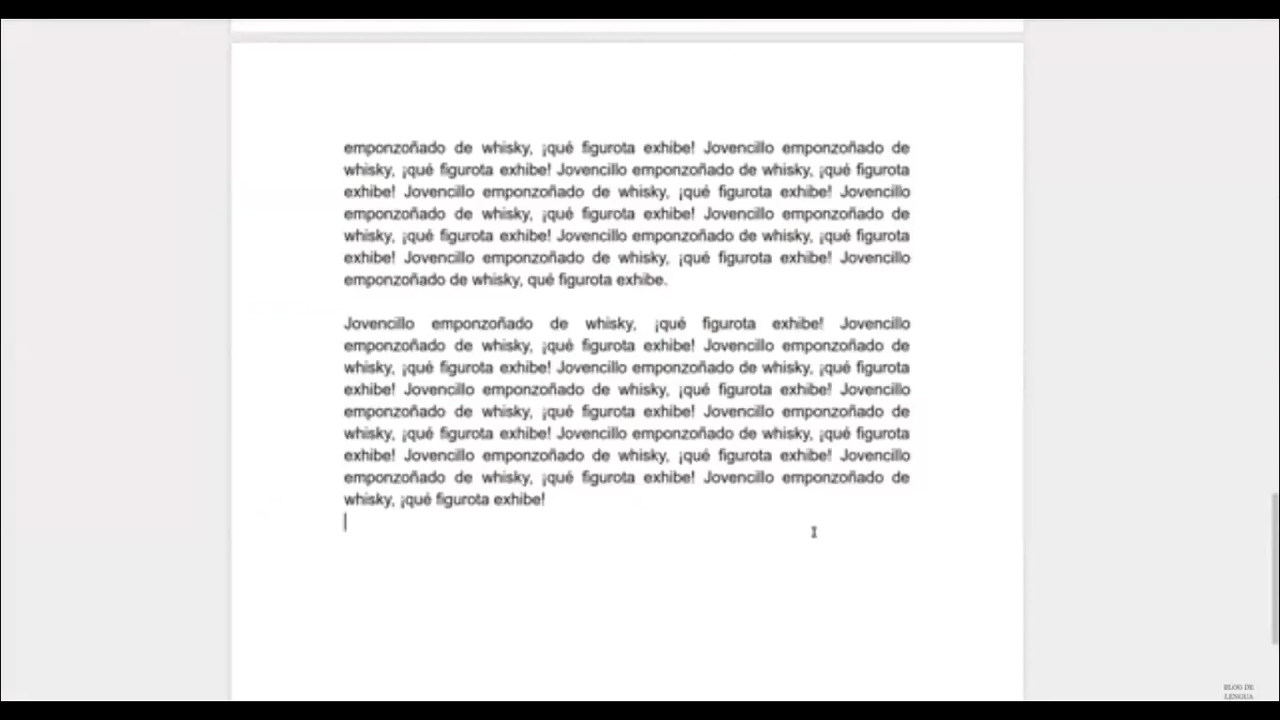 emponzoñado de whisky, ¡qué figurota exhibe! Jovencillo emponzoñado de
whisky, ¡qué figurota exhibe! Jovencillo emponzoñado de whisky, ¡qué figurota
exhibe! Jovencillo emponzoñado de whisky, ¡qué figurota exhibe! Jovencillo
emponzoñado de whisky, ¡qué figurota exhibe! Jovencillo emponzoñado de
whisky, ¡qué figurota exhibe! Jovencillo emponzoñado de whisky, ¡qué figurota
exhibe! Jovencillo emponzoñado de whisky, ¡qué figurota exhibe! Jovencillo
emponzoñado de whisky, qué figurota exhibe.
Jovencillo emponzoñado de whisky, ¡qué figurota exhibe! Jovencillo
emponzoñado de whisky, ¡qué figurota exhibe! Jovencillo emponzoñado de
whisky, ¡qué figurota exhibe! Jovencillo emponzoñado de whisky, ¡qué figurota
exhibe! Jovencillo emponzoñado de whisky, ¡qué figurota exhibe! Jovencillo
emponzoñado de whisky, ¡qué figurota exhibe! Jovencillo emponzoñado de
whisky, ¡qué figurota exhibe! Jovencillo emponzoñado de whisky, ¡qué figurota
exhibe! Jovencillo emponzoñado de whisky, ¡qué figurota exhibe! Jovencillo
emponzoñado de whisky, ¡qué figurota exhibe! Jovencillo emponzoñado de
whisky, ¡qué figurota exhibe!
BLOG DE
LENGUA